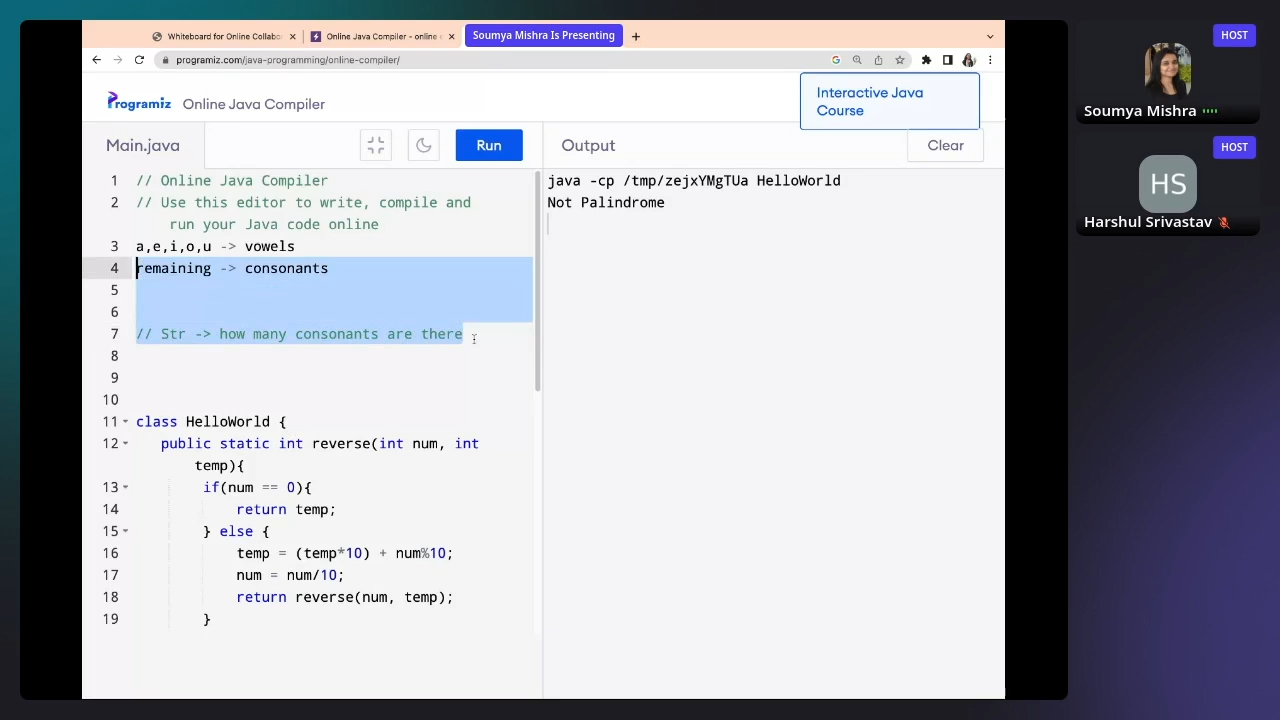 Whiteboard for Online Collabo
Online Java Compiler - online
Soumya Mishra Is Presenting
programiz.com/java-programming/online-compiler/
Programiz
Online Java Compiler
Interactive Java
Course
Main.java
Run
Output
Clear
1 // Online Java Compiler
2 // Use this editor to write, compile and
run your Java code online
3 a,e,i,o,u -> vowels
4 remaining -> consonants
5
6
7 // Str -> how many consonants are there
8
9
10
11 class HelloWorld {
12 public static int reverse(int num, int
temp){
13 if(num == 0){
14 return temp;
15 } else {
16 temp = (temp*10) + num%10;
17 num = num/10;
18 return reverse(num, temp);
19 }
java -cp /tmp/zejxYMgTUa HelloWorld
Not Palindrome
HOST
Soumya Mishra
HOST
HS
Harshul Srivastav